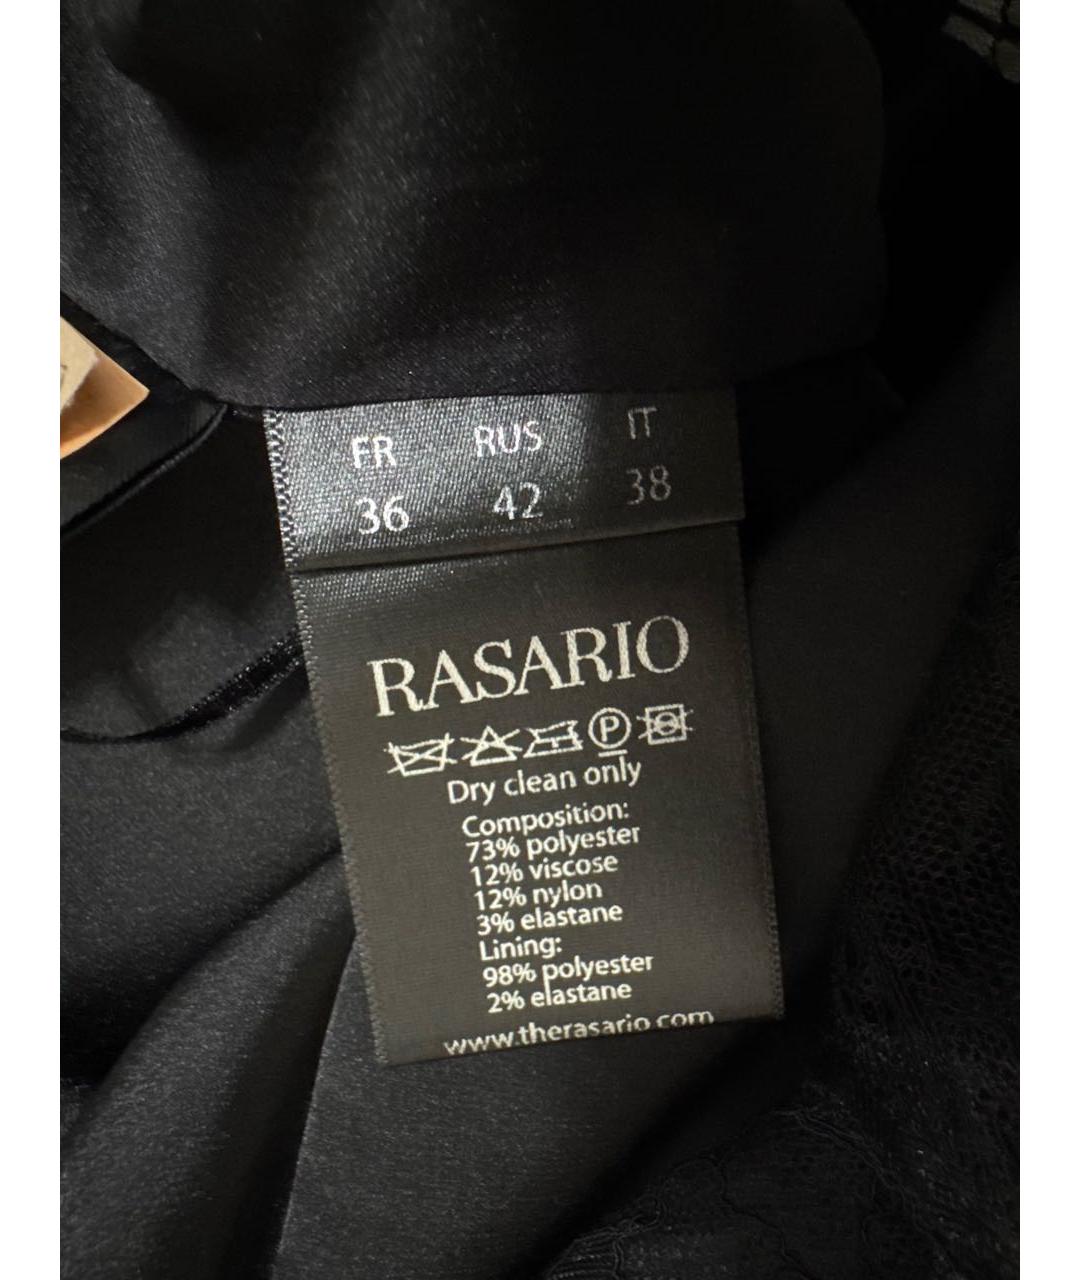 FR RUS IT
36 42 38
RASARIO
P
Dry clean only
Composition:
73% polyester
12% viscose
12% nylon
3% elastane
Lining:
98% polyester
2% elastane
www.therasario.com